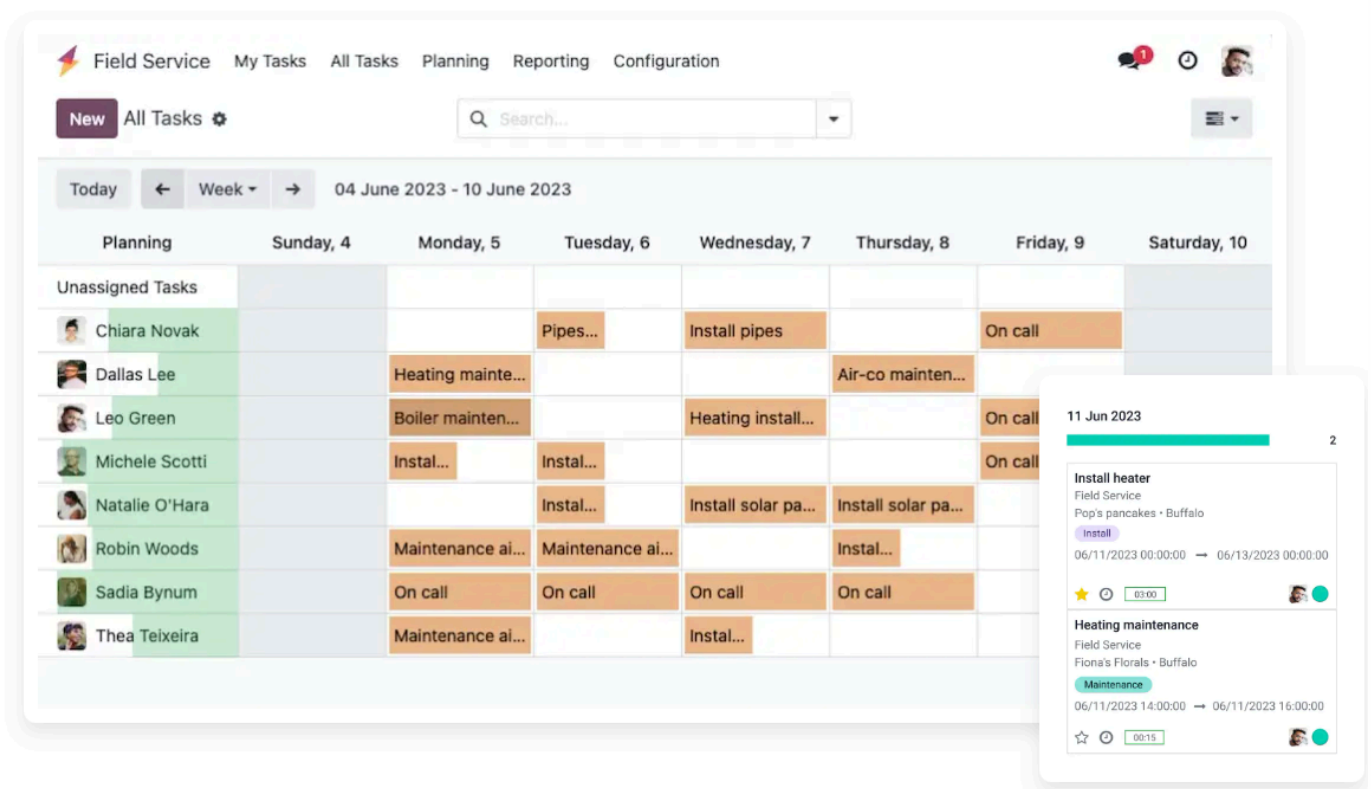 Field Service My Tasks All Tasks Planning Reporting Configuration 1
New All Tasks Search...
Today Week 04 June 2023 - 10 June 2023
Planning Sunday, 4 Monday, 5 Tuesday, 6 Wednesday, 7 Thursday, 8 Friday, 9 Saturday, 10
Unassigned Tasks
Chiara Novak Pipes... Install pipes On call
Dallas Lee Heating mainte... Air-co mainten...
Leo Green Boiler mainten... Heating install... On call
Michele Scotti Instal... Instal... On call
Natalie O'Hara Instal... Install solar pa... Install solar pa...
Robin Woods Maintenance ai... Maintenance ai... Instal...
Sadia Bynum On call On call On call On call
Thea Teixeira Maintenance ai... Instal...
11 Jun 2023
2
Install heater
Field Service
Pop's pancakes • Buffalo
Install
06/11/2023 00:00:00 → 06/13/2023 00:00:00
03:00
Heating maintenance
Field Service
Fiona's Florals • Buffalo
Maintenance
06/11/2023 14:00:00 → 06/11/2023 16:00:00
00:15